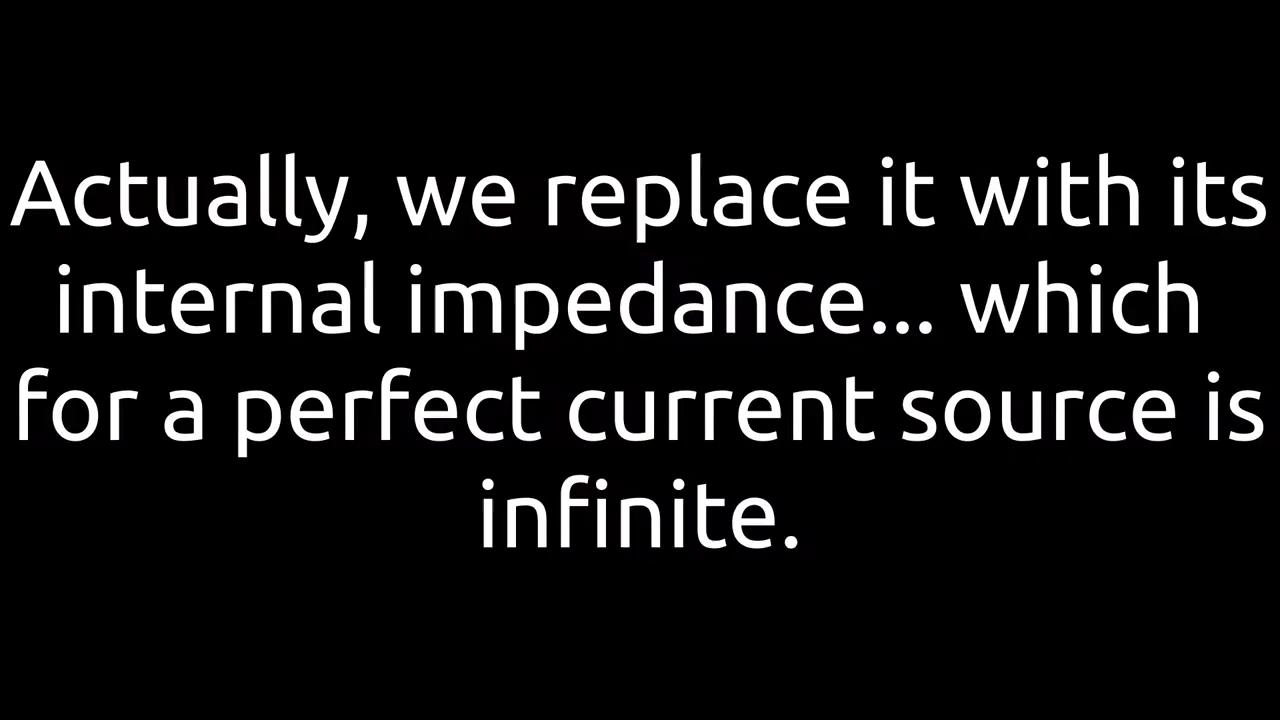 Actually, we replace it with its
internal impedance... which
for a perfect current source is
infinite.